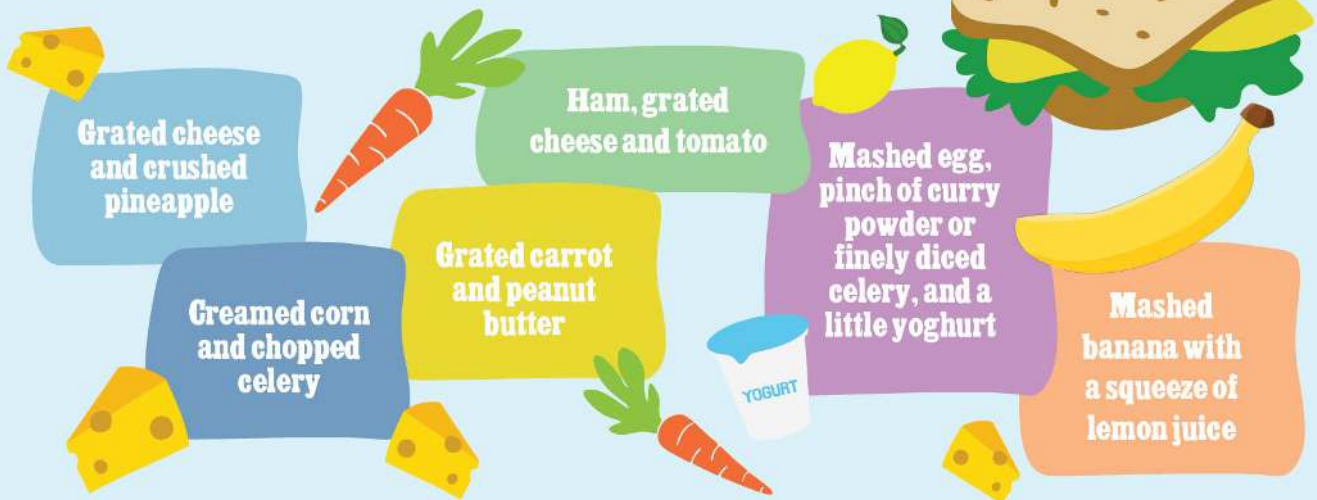 Grated cheese
and crushed
pineapple
Creamed corn
and chopped
celery
Grated carrot
and peanut
butter
Ham, grated
cheese and tomato
Mashed egg,
pinch of curry
powder or
finely diced
celery, and a
little yoghurt
YOGURT
Mashed
banana with
a squeeze of
lemon juice